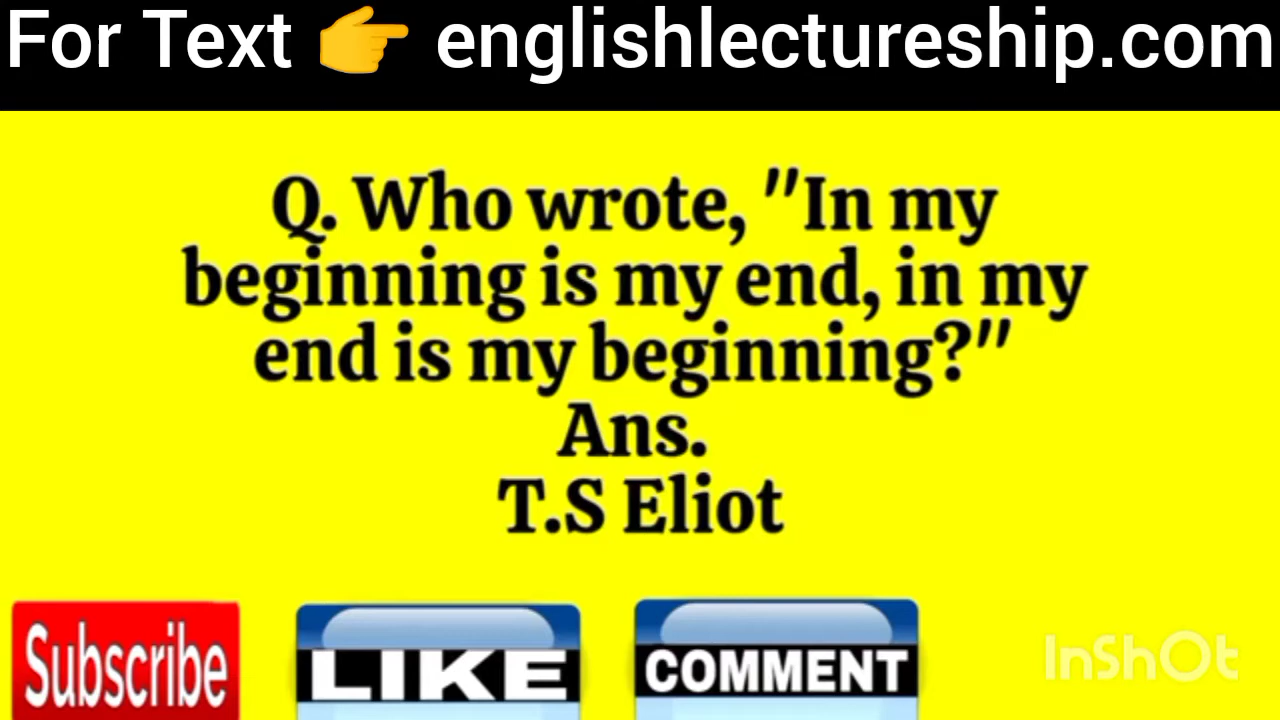 For Text 👉 englishlectureship.com
Q. Who wrote, "In my
beginning is my end, in my
end is my beginning?"
Ans.
T.S Eliot
Subscribe
LIKE
COMMENT
InShOt